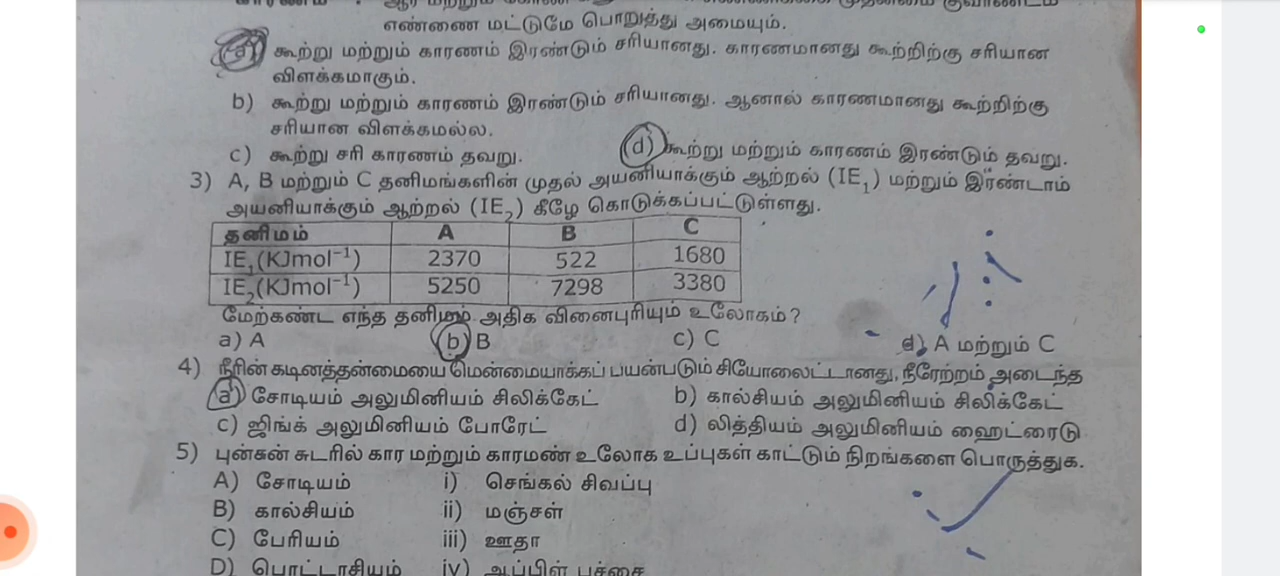 எண்ணை மட்டுமே பொறுத்து அமையும்.
a) கூற்று மற்றும் காரணம் இரண்டும் சரியானது. காரணமானது கூற்றிற்கு சரியான
விளக்கமாகும்.
b) கூற்று மற்றும் காரணம் இரண்டும் சரியானது. ஆனால் காரணமானது கூற்றிற்கு
சரியான விளக்கமல்ல.
c) கூற்று சரி காரணம் தவறு. d) கூற்று மற்றும் காரணம் இரண்டும் தவறு.
3) A, B மற்றும் C தனிமங்களின் முதல் அயனியாக்கும் ஆற்றல் (IE₁) மற்றும் இரண்டாம்
அயனியாக்கும் ஆற்றல் (IE₂) கீழே கொடுக்கப்பட்டுள்ளது.
தனிமம் A B C
IE₁(KJmol⁻¹) 2370 522 1680
IE₂(KJmol⁻¹) 5250 7298 3380
மேற்கண்ட எந்த தனிமம் அதிக வினைபுரியும் உலோகம்?
a) A b) B c) C d) A மற்றும் C
4) நீரின் கடினத்தன்மையை மென்மையாக்கப் பயன்படும் சியோலைட்டானது, நீரேற்றம் அடைந்த
a) சோடியம் அலுமினியம் சிலிக்கேட் b) கால்சியம் அலுமினியம் சிலிக்கேட்
c) ஜிங்க் அலுமினியம் போரேட் d) லித்தியம் அலுமினியம் ஹைட்ரைடு
5) புன்சன் சுடரில் கார மற்றும் காரமண் உலோக உப்புகள் காட்டும் நிறங்களை பொருத்துக.
A) சோடியம் i) செங்கல் சிவப்பு
B) கால்சியம் ii) மஞ்சள்
C) பேரியம் iii) ஊதா
D) பொட்டாசியம் iv) ஆப்பிள் பச்சை